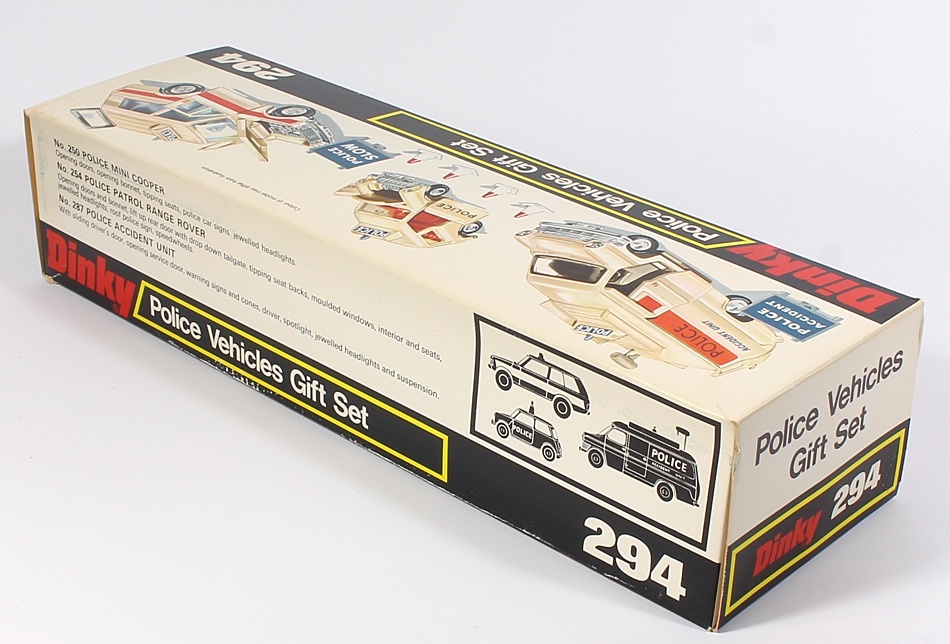 294
Police Vehicles Gift Set
Dinky
POLICE
POLICE
SLOW
POLICE
POLICE
POLICE
POLICE
ACCIDENT UNIT
POLICE
ACCIDENT
No. 250 POLICE MINI COOPER
Opening doors, opening bonnet, tipping seats, police car signs, jewelled headlights.
No. 254 POLICE PATROL RANGE ROVER
Opening doors and bonnet, lift up rear door with drop down tailgate, tipping seat backs, moulded windows, interior and seats,
jewelled headlights, roof police sign, speedwheels.
No. 287 POLICE ACCIDENT UNIT
With sliding driver's door, opening service door, warning signs and cones, driver, spotlight, jewelled headlights and suspension.
Dinky
Police Vehicles Gift Set
POLICE
POLICE
ACCIDENT UNIT
294
Police Vehicles
Gift Set
Dinky 294